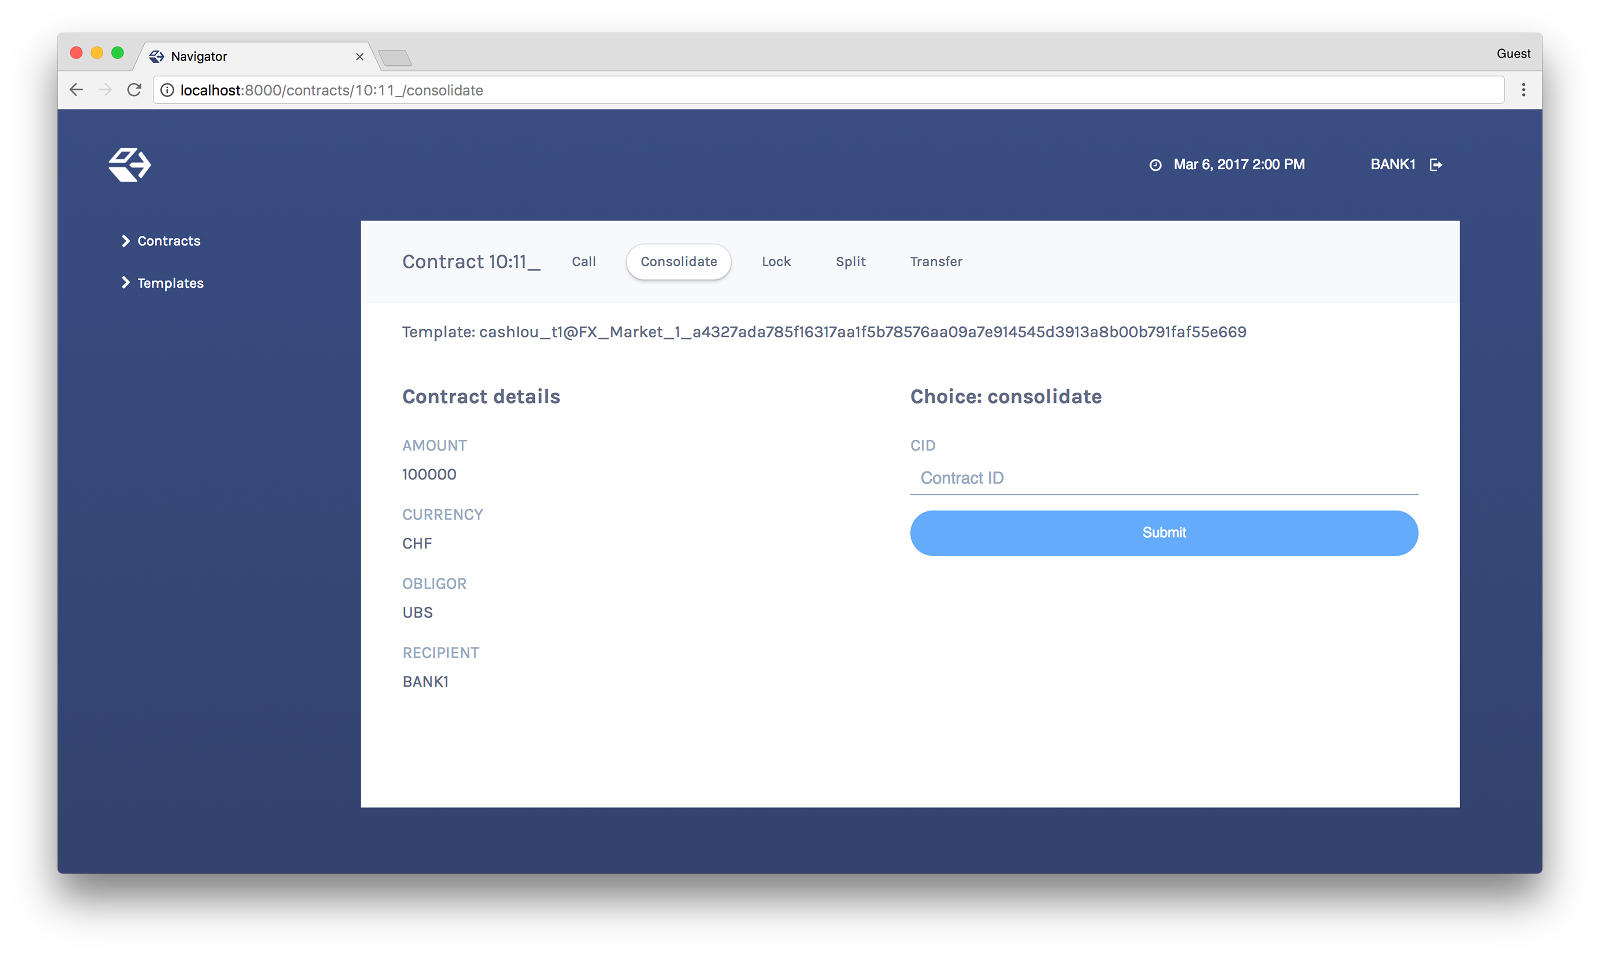 Navigator
Guest
localhost:8000/contracts/10:11_/consolidate
Mar 6, 2017 2:00 PM
BANK1
Contracts
Templates
Contract 10:11_
Call
Consolidate
Lock
Split
Transfer
Template: cashIou_t1@FX_Market_1_a4327ada785f16317aa1f5b78576aa09a7e914545d3913a8b00b791faf55e669
Contract details
AMOUNT
100000
CURRENCY
CHF
OBLIGOR
UBS
RECIPIENT
BANK1
Choice: consolidate
CID
Contract ID
Submit